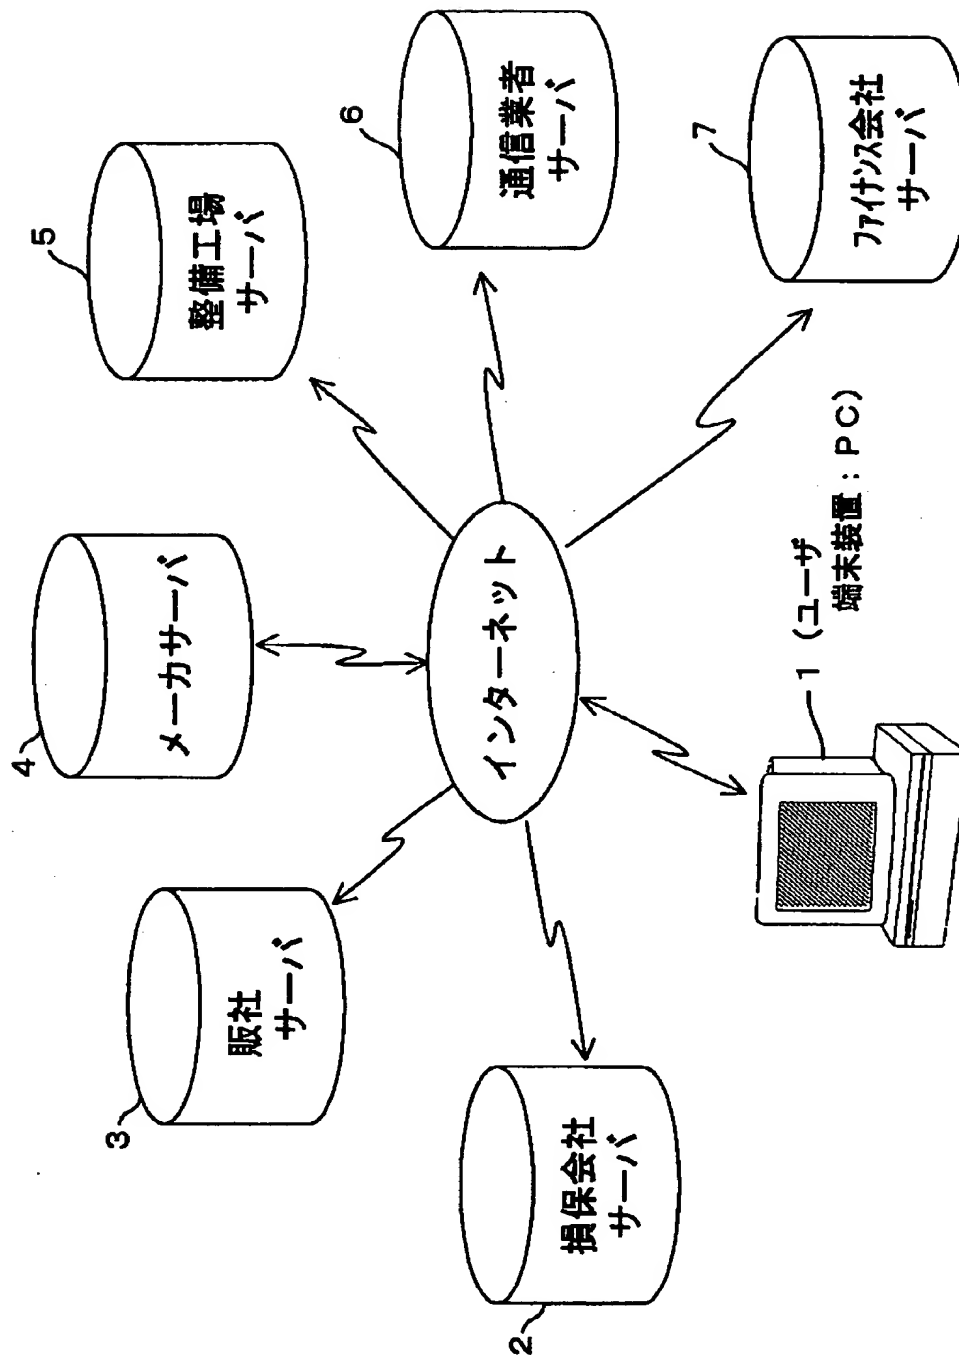 4
メーカサーバ
3
販社
サーバ
5
整備工場
サーバ
2
損保会社
サーバ
インターネット
6
通信業者
サーバ
7
ファイナンス会社
サーバ
1 (ユーザ
端末装置:PC)